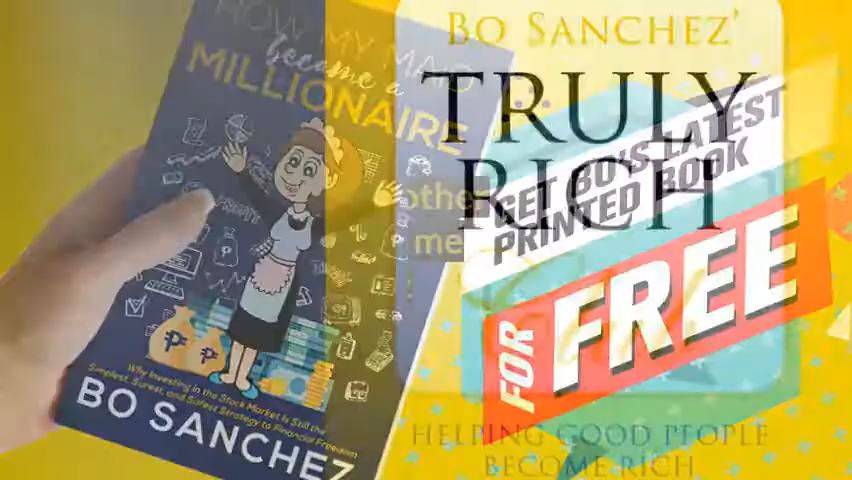 HOW MY MAID
become a
MILLIONAIRE
Why Investing in the Stock Market Is Still the
Simplest, Surest, and Safest Strategy to Financial Freedom
BO SANCHEZ
BO SANCHEZ'
TRULY
RICH
GET BO'S LATEST
PRINTED BOOK
FOR FREE
HELPING GOOD PEOPLE
BECOME RICH